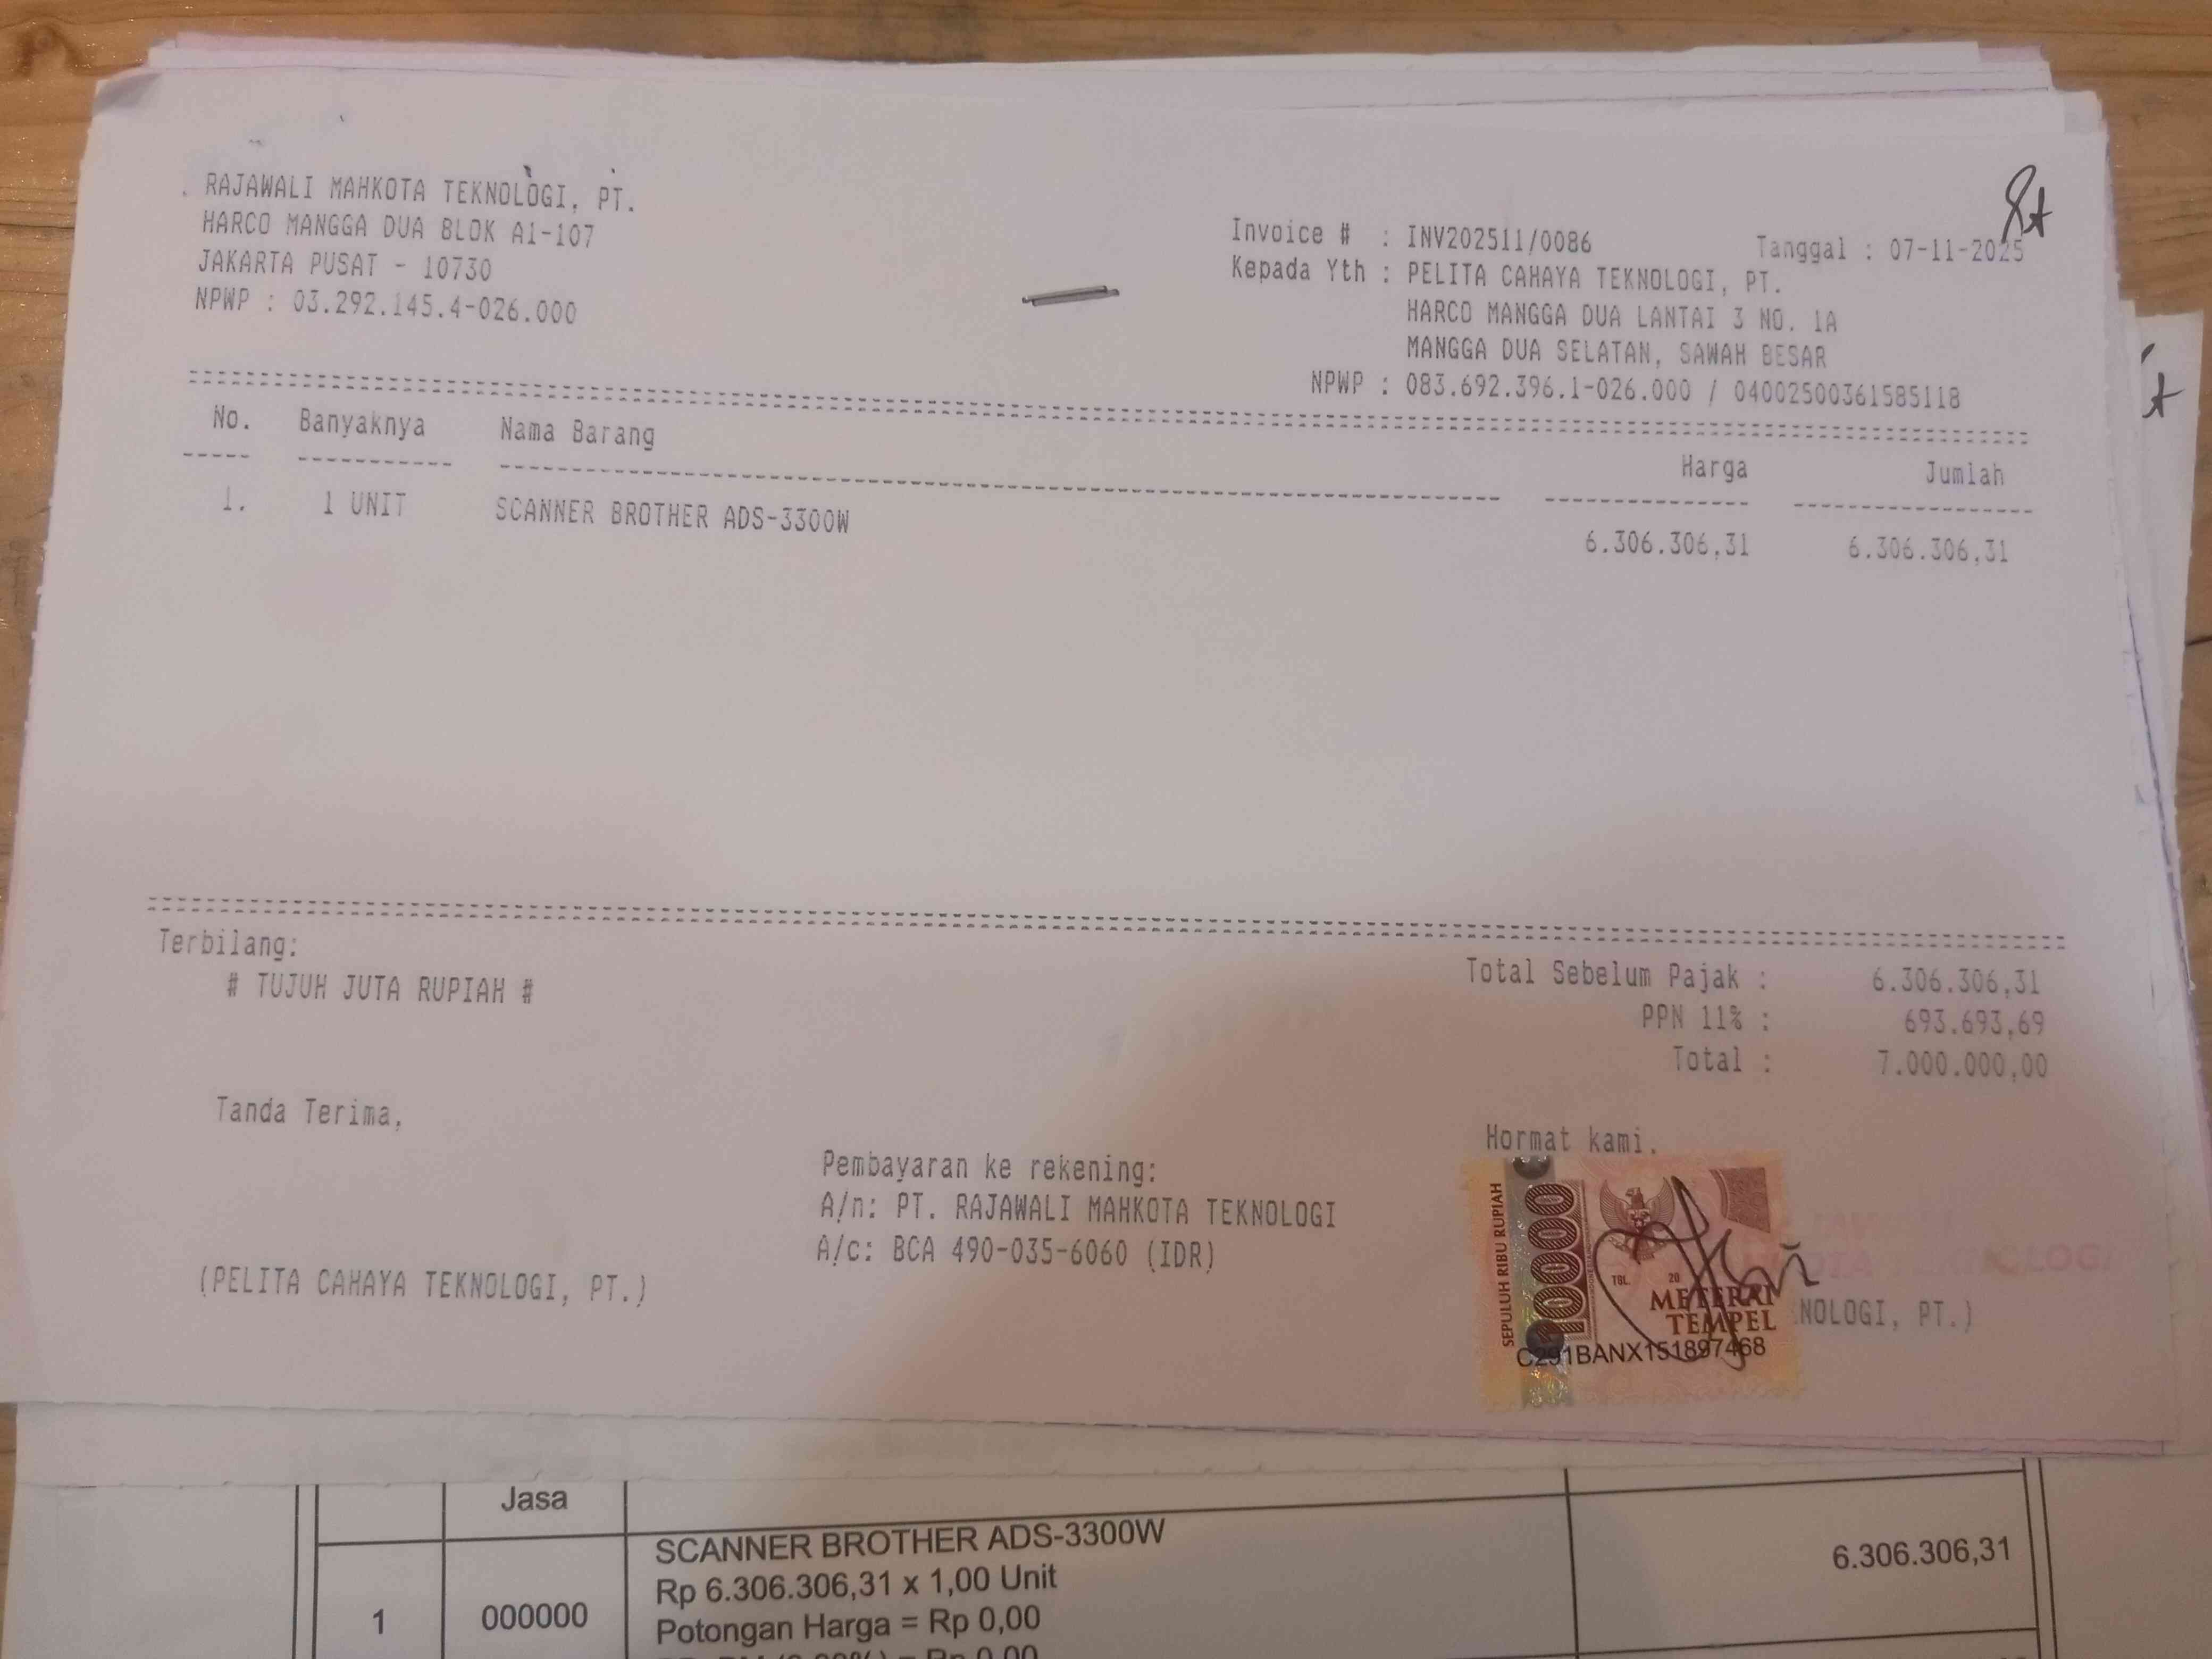 RAJAWALI MAHKOTA TEKNOLOGI, PT.
HARCO MANGGA DUA BLOK A1-107
JAKARTA PUSAT - 10730
NPWP : 03.292.145.4-026.000
Invoice # : INV202511/0086 Tanggal : 07-11-2025
Kepada Yth : PELITA CAHAYA TEKNOLOGI, PT.
HARCO MANGGA DUA LANTAI 3 NO. 1A
MANGGA DUA SELATAN, SAWAH BESAR
NPWP : 083.692.396.1-026.000 / 04002500361585118
No. Banyaknya Nama Barang Harga Jumlah
1. 1 UNIT SCANNER BROTHER ADS-3300W 6.306.306,31 6.306.306,31
Terbilang:
# TUJUH JUTA RUPIAH #
Total Sebelum Pajak : 6.306.306,31
PPN 11% : 693.693,69
Total : 7.000.000,00
Tanda Terima,
(PELITA CAHAYA TEKNOLOGI, PT.)
Pembayaran ke rekening:
A/n: PT. RAJAWALI MAHKOTA TEKNOLOGI
A/c: BCA 490-035-6060 (IDR)
Hormat kami,
SEPULUH RIBU RUPIAH
10000
TGL. 20
METERAI
TEMPEL
C291BANX151897468
NOLOGI, PT.)
Jasa
1 000000 SCANNER BROTHER ADS-3300W 6.306.306,31
Rp 6.306.306,31 x 1,00 Unit
Potongan Harga = Rp 0,00